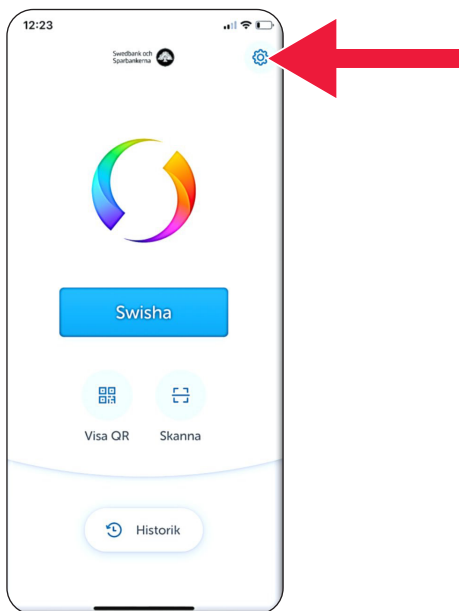 12:23
Swedbank och
Sparbankerna
Swisha
Visa QR
Skanna
Historik